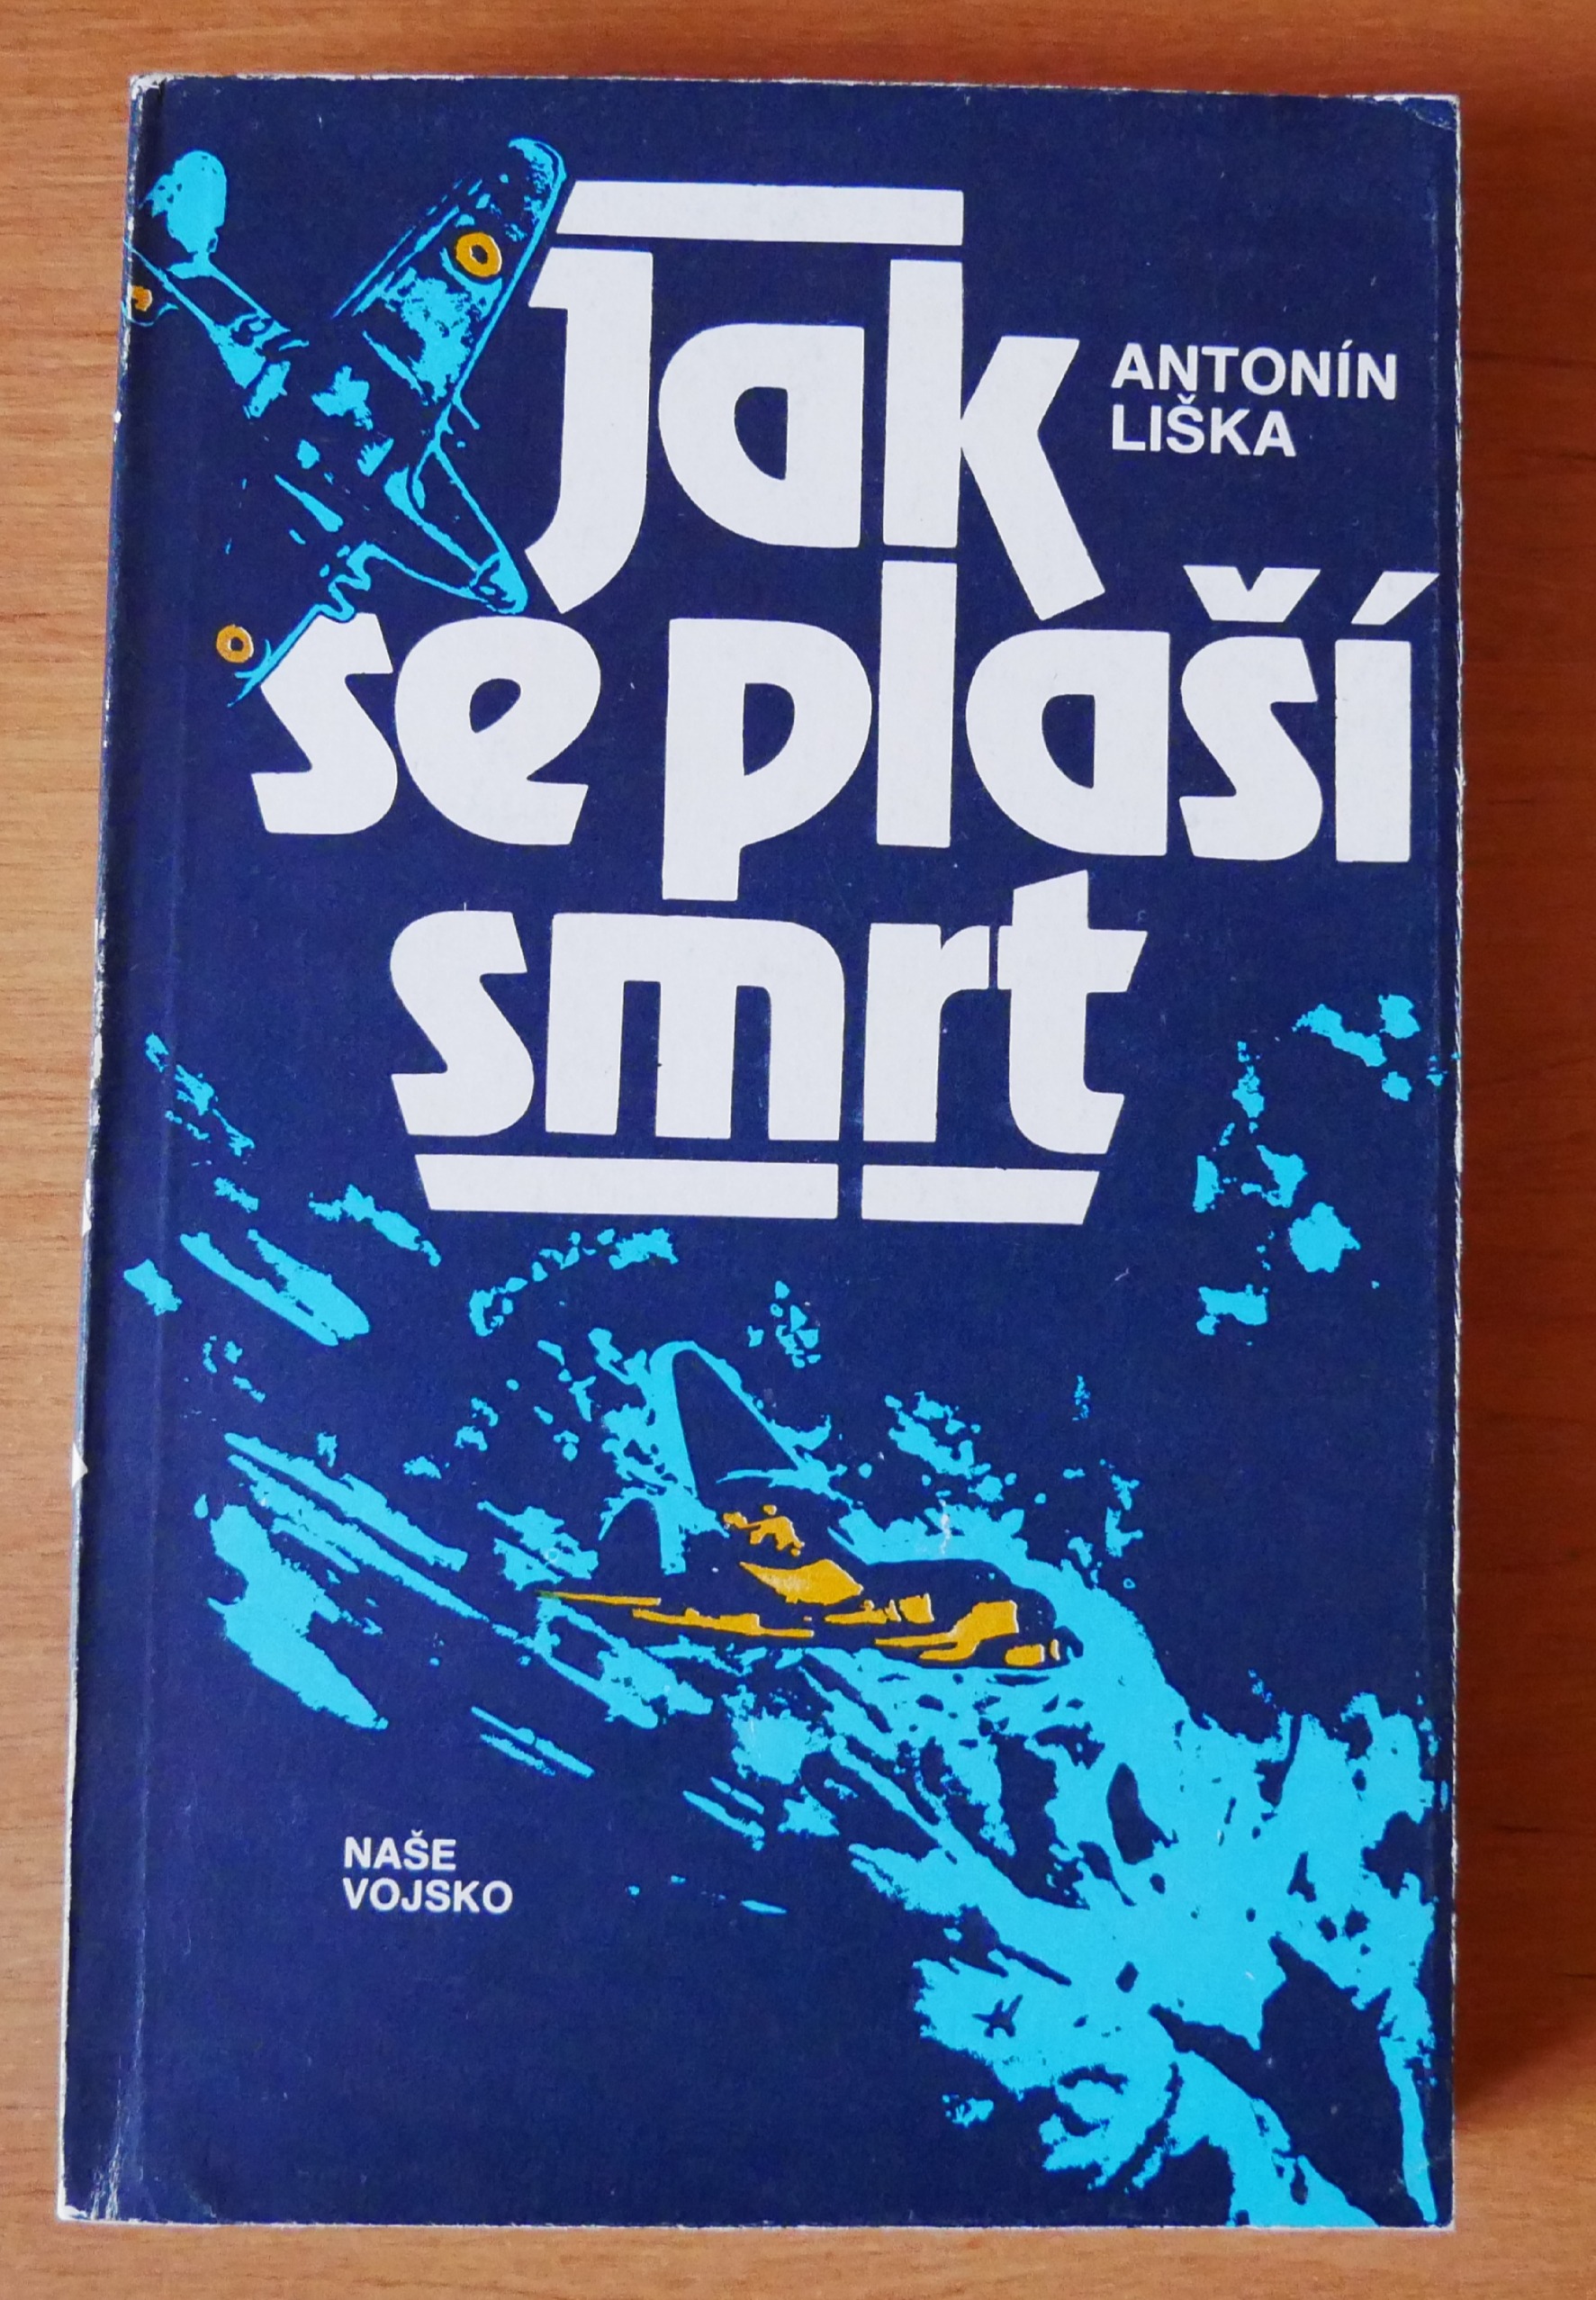 Jak
ANTONÍN
LIŠKA
se plaší
smrt
NAŠE
VOJSKO